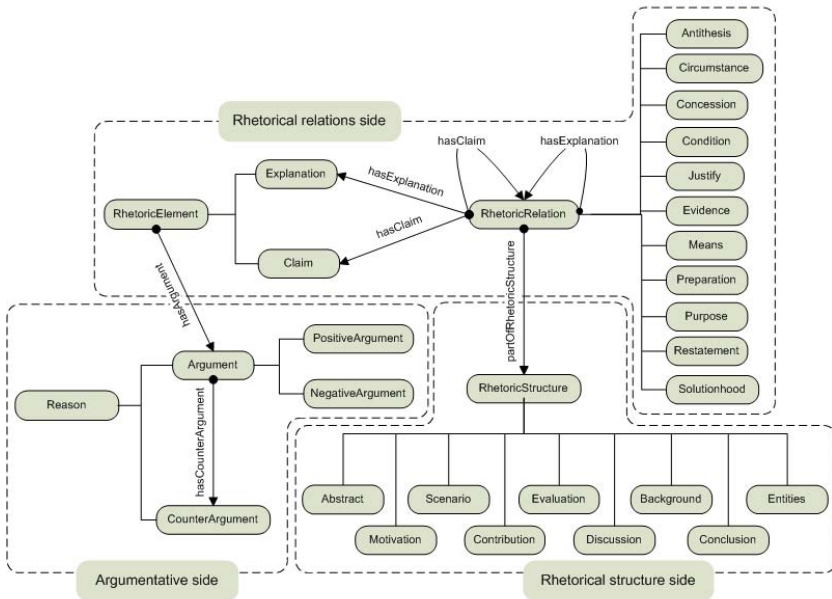 Antithesis
Circumstance
Concession
Condition
Justify
Evidence
Means
Preparation
Purpose
Restatement
Solutionhood
Rhetorical relations side
hasClaim
hasExplanation
Explanation
hasExplanation
RhetoricElement
RhetoricRelation
hasClaim
Claim
hasArgument
partOfRhetoricStructure
PositiveArgument
Argument
NegativeArgument
Reason
RhetoricStructure
hasCounterArgument
CounterArgument
Abstract
Scenario
Evaluation
Background
Entities
Motivation
Contribution
Discussion
Conclusion
Argumentative side
Rhetorical structure side